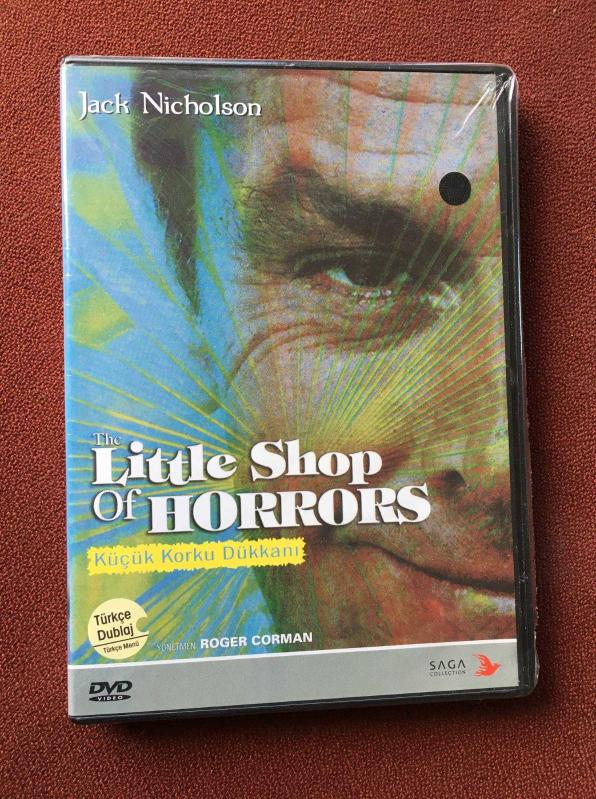 Jack Nicholson
The
Little Shop
Of HORRORS
Küçük Korku Dükkanı
Türkçe
Dublaj
Türkçe Menü
YÖNETMEN ROGER CORMAN
DVD
VIDEO
SAGA
COLLECTION